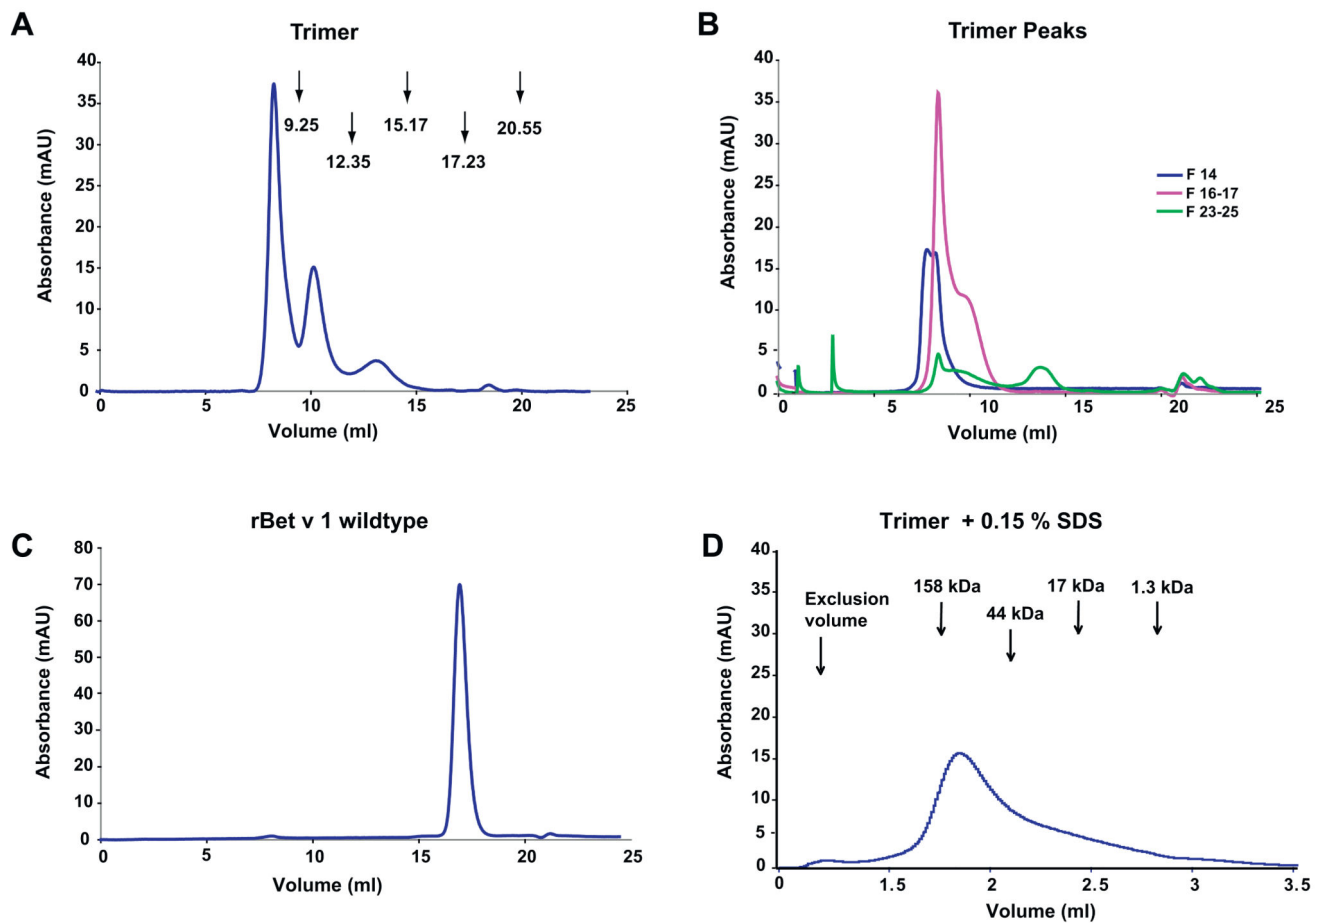 A
Trimer
40
35
30
25
20
15
10
5
0
Absorbance (mAU)
9.25
12.35
15.17
17.23
20.55
0 5 10 15 20 25
Volume (ml)
B
Trimer Peaks
40
35
30
25
20
15
10
5
0
Absorbance (mAU)
F 14
F 16-17
F 23-25
0 5 10 15 20 25
Volume (ml)
C
rBet v 1 wildtype
80
70
60
50
40
30
20
10
0
Absorbance (mAU)
0 5 10 15 20 25
Volume (ml)
D
Trimer + 0.15 % SDS
40
35
30
25
20
15
10
5
0
Absorbance (mAU)
Exclusion
volume
158 kDa
44 kDa
17 kDa
1.3 kDa
0 1.5 2 2.5 3 3.5
Volume (ml)